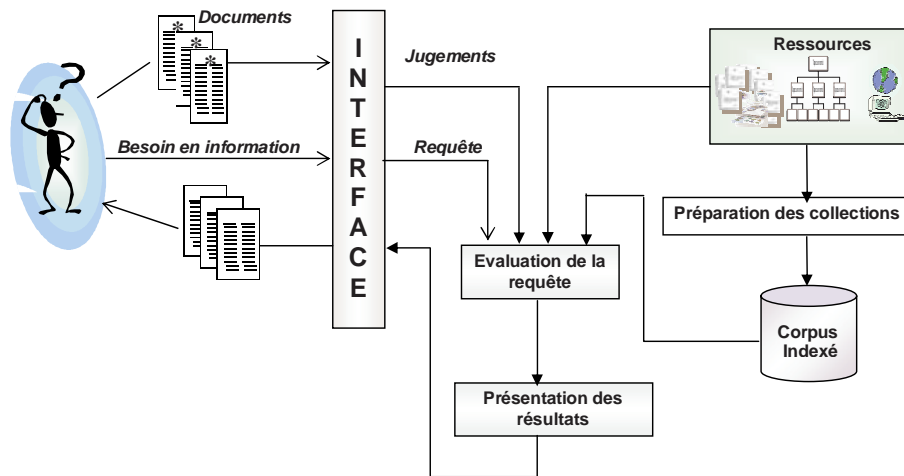 Documents
INTERFACE
Jugements
Ressources
Besoin en information
Requête
Préparation des collections
Evaluation de la
requête
Corpus
Indexé
Présentation des
résultats